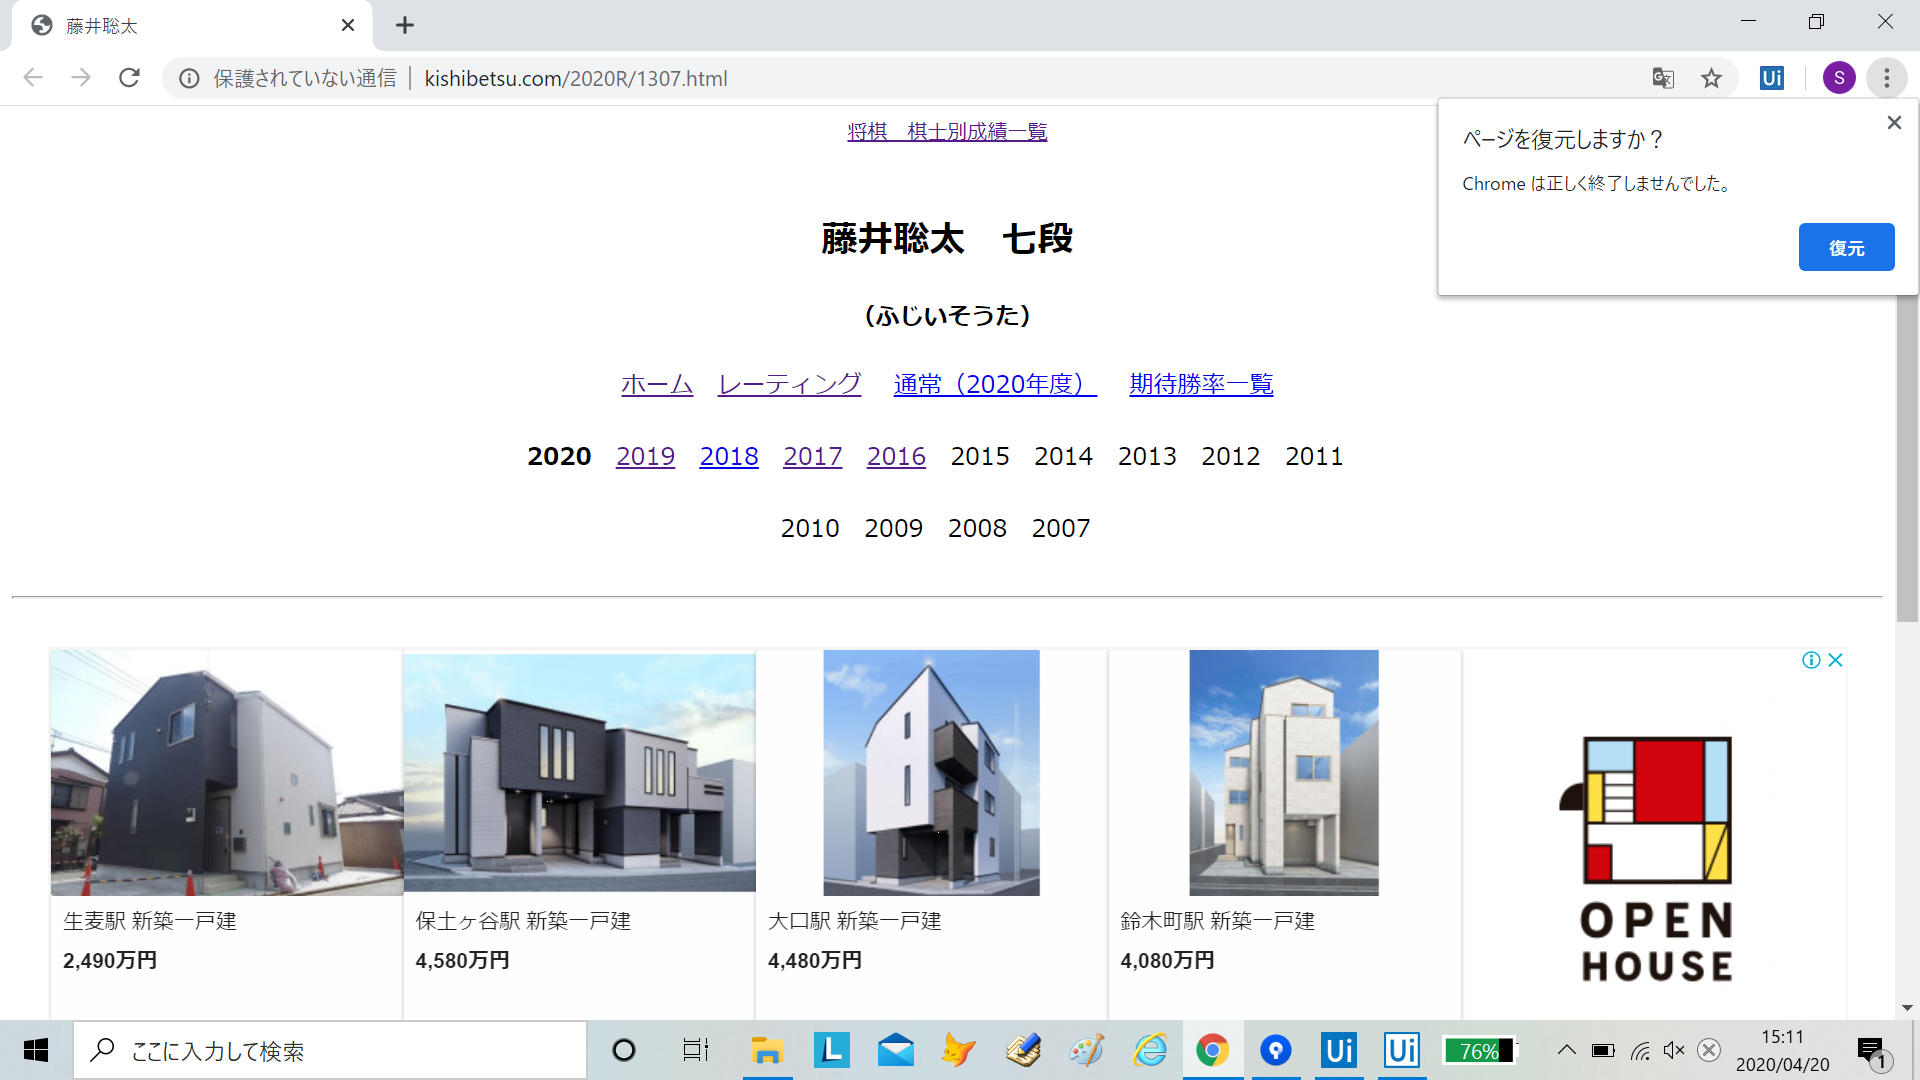 藤井聡太
保護されていない通信 | kishibetsu.com/2020R/1307.html
Ui
S
ページを復元しますか？
Chrome は正しく終了しませんでした。
復元
将棋　棋士別成績一覧
藤井聡太　七段
（ふじいそうた）
ホーム　レーティング　通常（2020年度）　期待勝率一覧
2020　2019　2018　2017　2016　2015　2014　2013　2012　2011
2010　2009　2008　2007
生麦駅 新築一戸建
2,490万円
保土ヶ谷駅 新築一戸建
4,580万円
大口駅 新築一戸建
4,480万円
鈴木町駅 新築一戸建
4,080万円
OPEN
HOUSE
ここに入力して検索
L
Ui
Ui
76%
15:11
2020/04/20
1